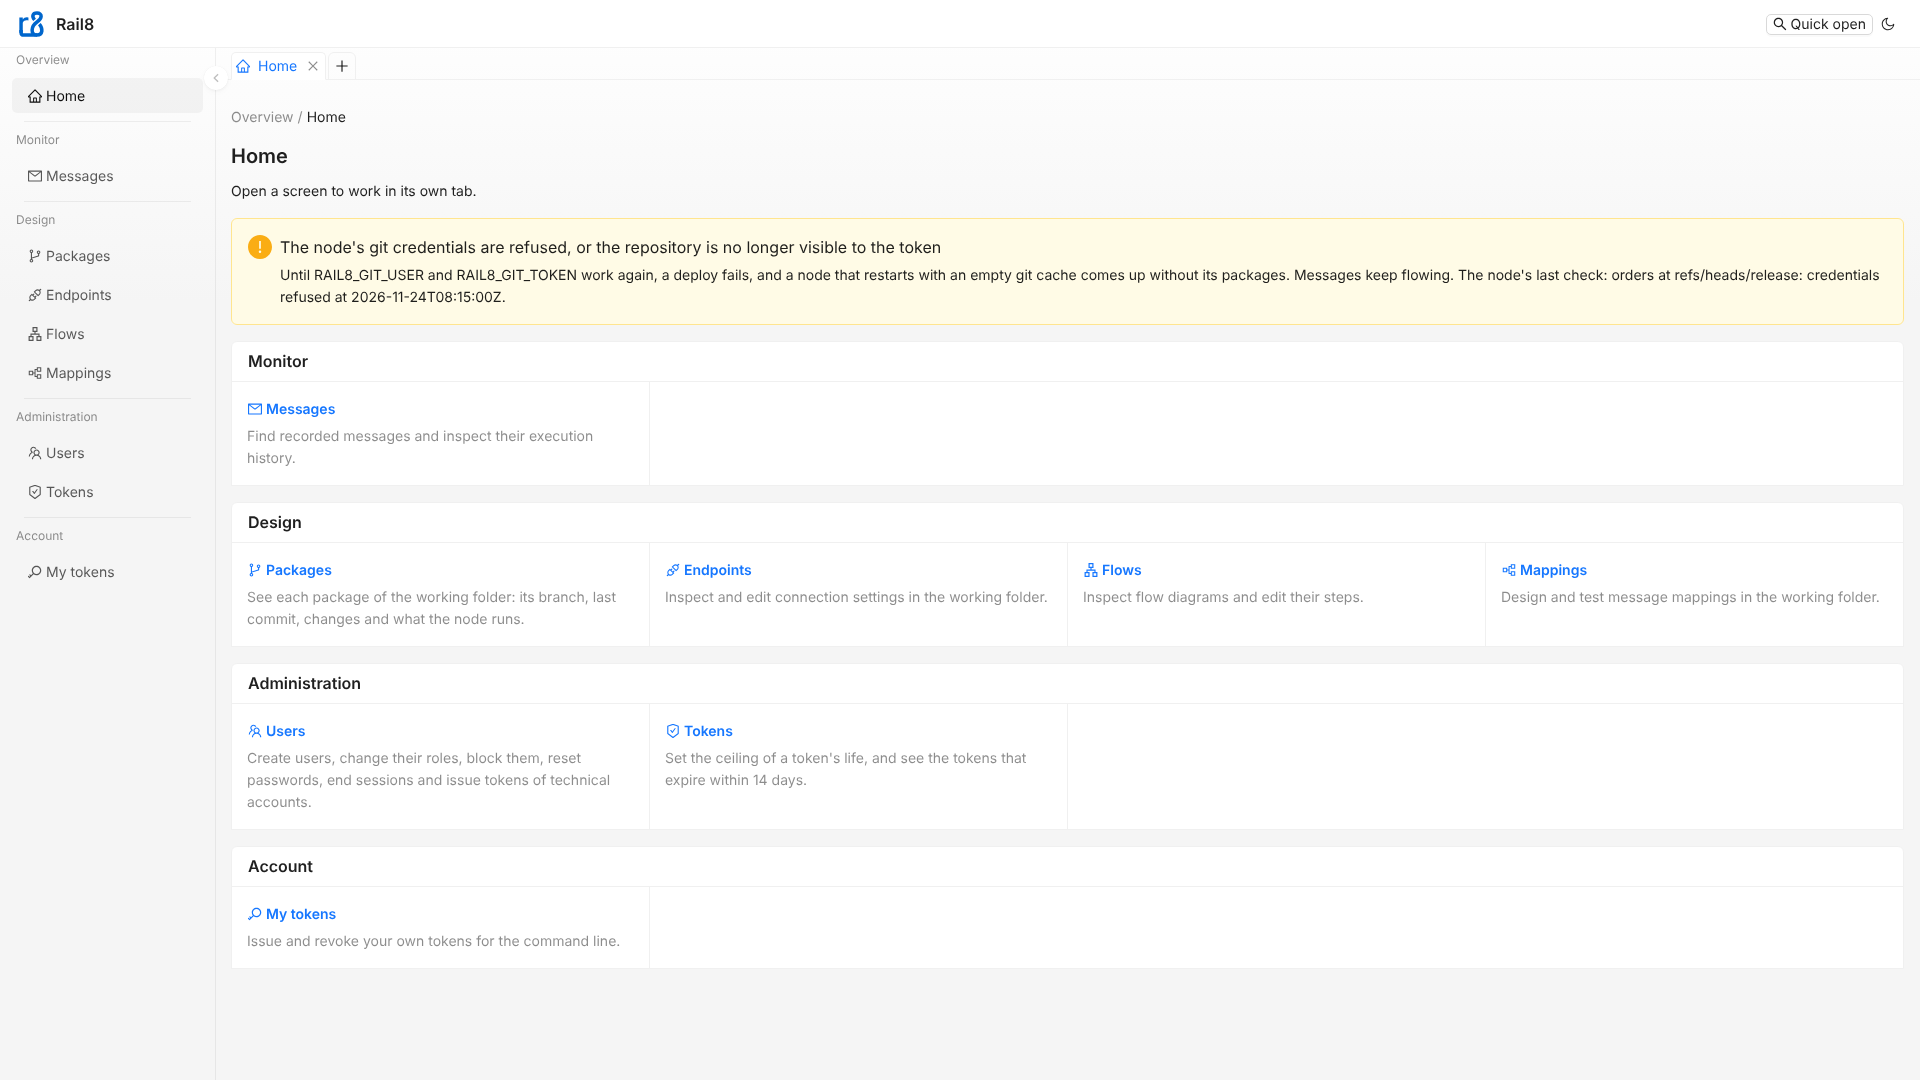 Rail8
Quick open
Overview
Home
Monitor
Messages
Design
Packages
Endpoints
Flows
Mappings
Administration
Users
Tokens
Account
My tokens
Home
Overview / Home
Home
Open a screen to work in its own tab.
The node's git credentials are refused, or the repository is no longer visible to the token
Until RAIL8_GIT_USER and RAIL8_GIT_TOKEN work again, a deploy fails, and a node that restarts with an empty git cache comes up without its packages. Messages keep flowing. The node's last check: orders at refs/heads/release: credentials
refused at 2026-11-24T08:15:00Z.
Monitor
Messages
Find recorded messages and inspect their execution
history.
Design
Packages
See each package of the working folder: its branch, last
commit, changes and what the node runs.
Endpoints
Inspect and edit connection settings in the working folder.
Flows
Inspect flow diagrams and edit their steps.
Mappings
Design and test message mappings in the working folder.
Administration
Users
Create users, change their roles, block them, reset
passwords, end sessions and issue tokens of technical
accounts.
Tokens
Set the ceiling of a token's life, and see the tokens that
expire within 14 days.
Account
My tokens
Issue and revoke your own tokens for the command line.